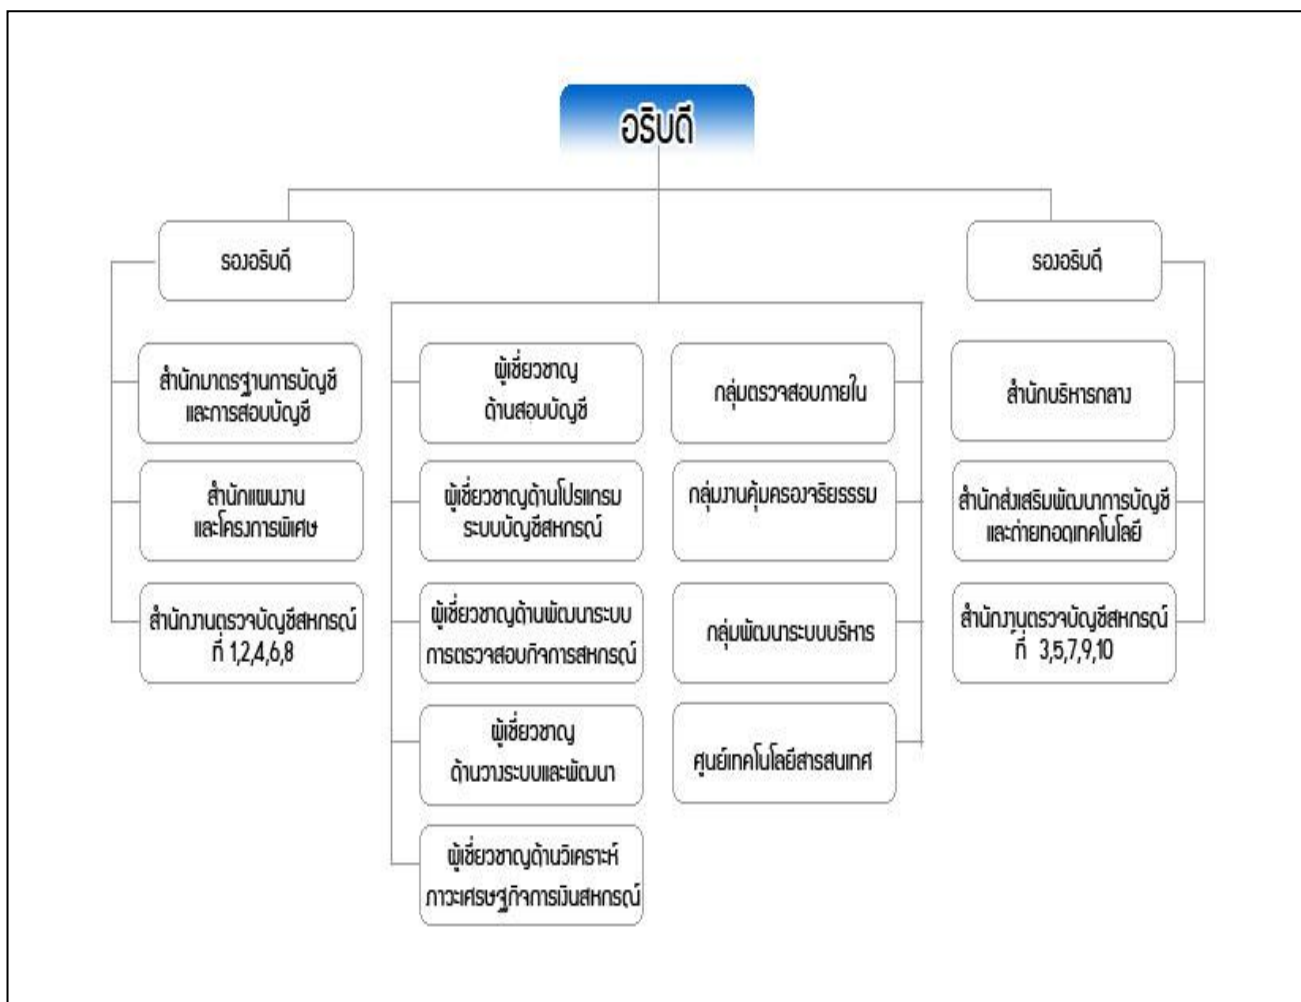 อธิบดี
รองอธิบดี
สำนักมาตรฐานการบัญชี
และการสอบบัญชี
สำนักแผนงาน
และโครงการพิเศษ
สำนักงานตรวจบัญชีสหกรณ์
ที่ 1,2,4,6,8
ผู้เชี่ยวชาญ
ด้านสอบบัญชี
ผู้เชี่ยวชาญด้านโปรแกรม
ระบบบัญชีสหกรณ์
ผู้เชี่ยวชาญด้านพัฒนาระบบ
การตรวจสอบกิจการสหกรณ์
ผู้เชี่ยวชาญ
ด้านวางระบบและพัฒนา
ผู้เชี่ยวชาญด้านวิเคราะห์
ภาวะเศรษฐกิจการเงินสหกรณ์
กลุ่มตรวจสอบภายใน
กลุ่มงานคุ้มครองจริยธรรม
กลุ่มพัฒนาระบบบริหาร
ศูนย์เทคโนโลยีสารสนเทศ
รองอธิบดี
สำนักบริหารกลาง
สำนักส่งเสริมพัฒนาการบัญชี
และถ่ายทอดเทคโนโลยี
สำนักงานตรวจบัญชีสหกรณ์
ที่ 3,5,7,9,10